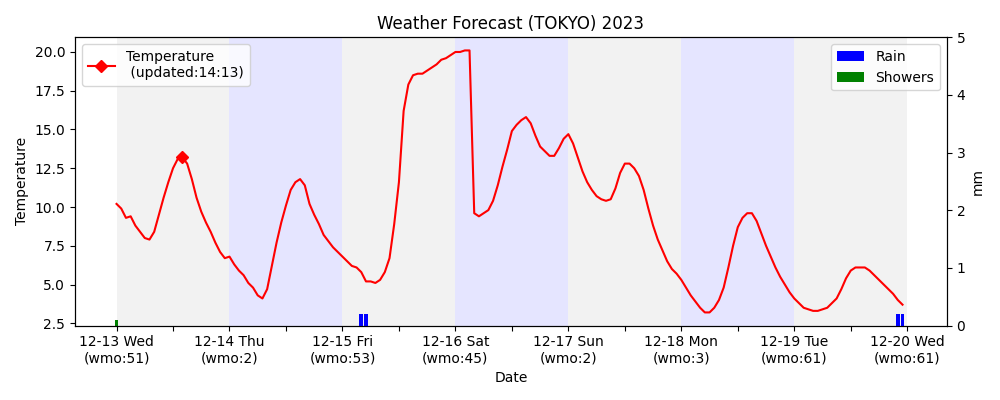 Weather Forecast (TOKYO) 2023
Temperature
(updated:14:13)
Rain
Showers
Temperature
20.0
17.5
15.0
12.5
10.0
7.5
5.0
2.5
5
4
3
2
1
0
mm
12-13 Wed
(wmo:51)
12-14 Thu
(wmo:2)
12-15 Fri
(wmo:53)
12-16 Sat
(wmo:45)
12-17 Sun
(wmo:2)
12-18 Mon
(wmo:3)
12-19 Tue
(wmo:61)
12-20 Wed
(wmo:61)
Date